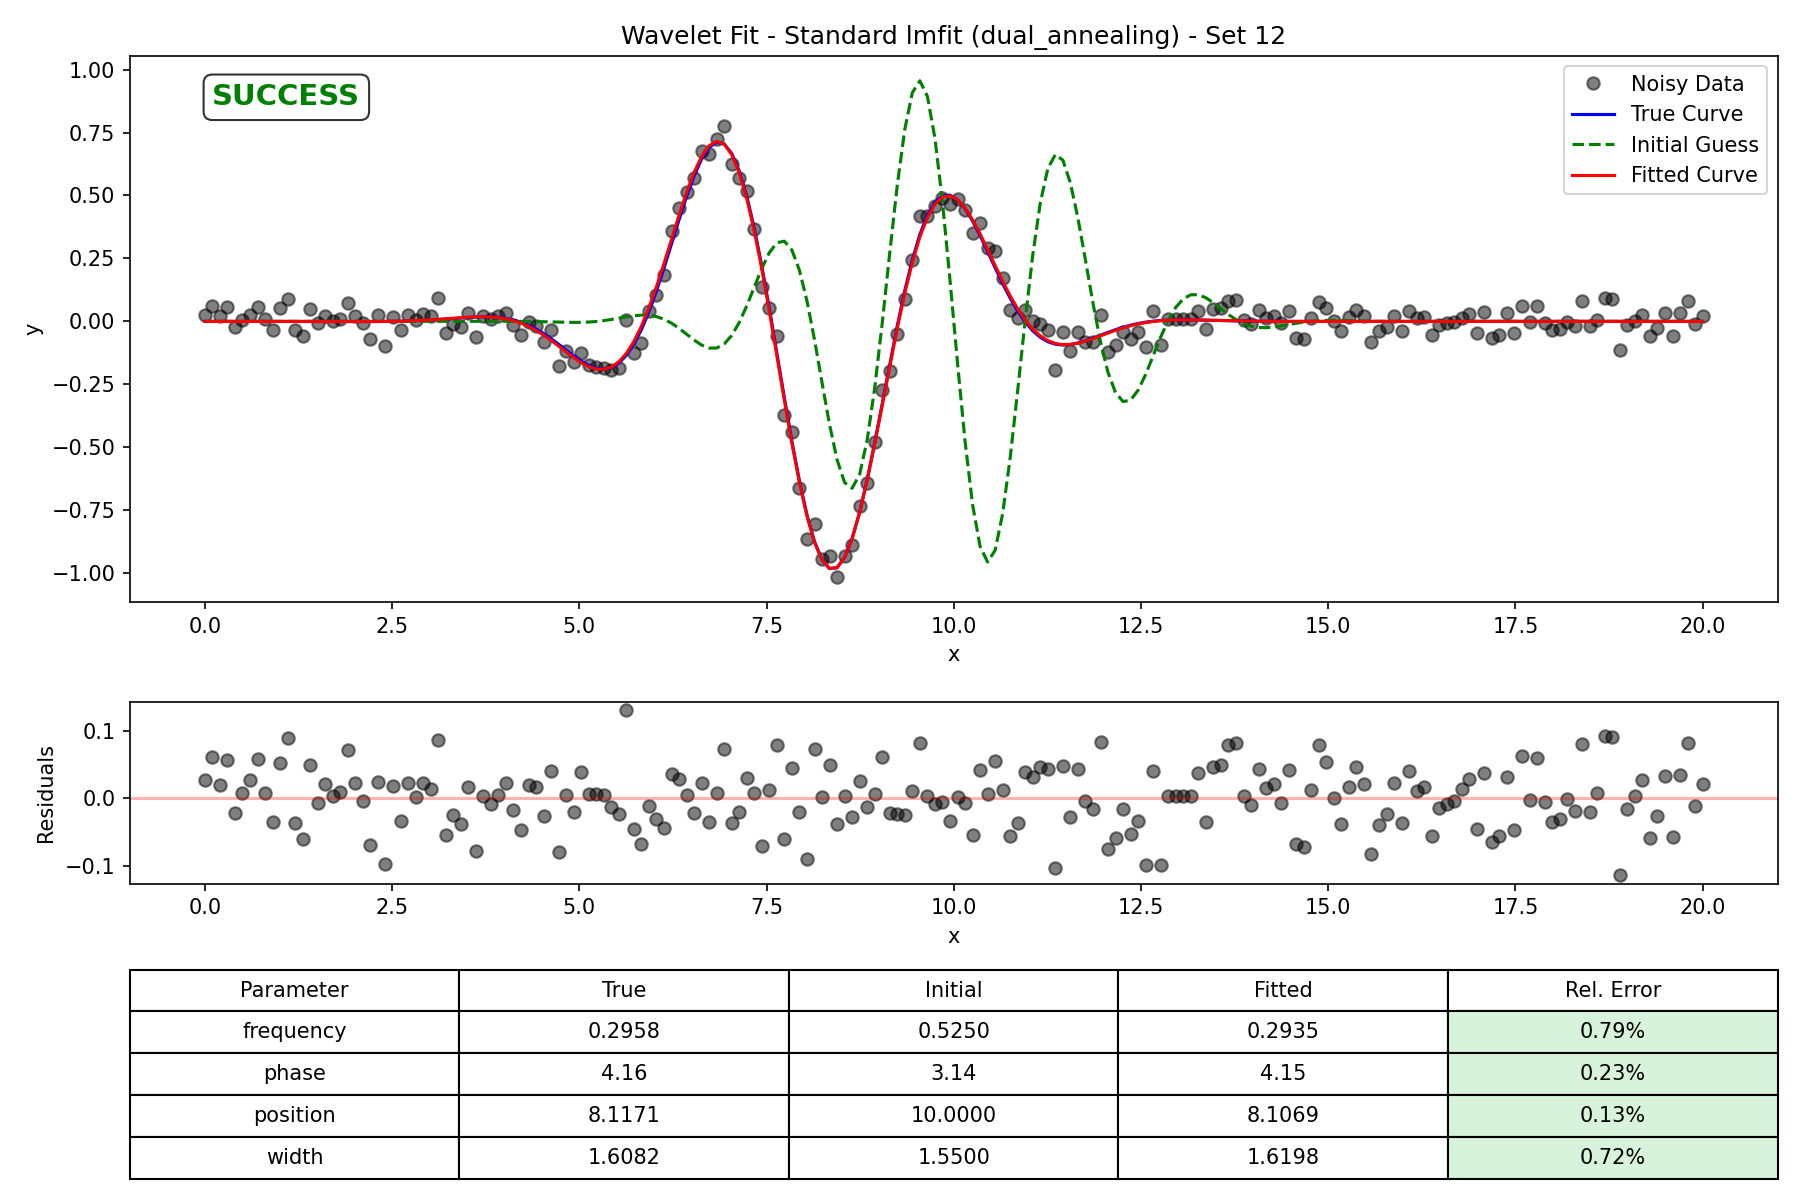 Wavelet Fit - Standard lmfit (dual_annealing) - Set 12
SUCCESS
Noisy Data
True Curve
Initial Guess
Fitted Curve
y
1.00
0.75
0.50
0.25
0.00
−0.25
−0.50
−0.75
−1.00
0.0 2.5 5.0 7.5 10.0 12.5 15.0 17.5 20.0
x
Residuals
0.1
0.0
−0.1
0.0 2.5 5.0 7.5 10.0 12.5 15.0 17.5 20.0
x
Parameter True Initial Fitted Rel. Error
frequency 0.2958 0.5250 0.2935 0.79%
phase 4.16 3.14 4.15 0.23%
position 8.1171 10.0000 8.1069 0.13%
width 1.6082 1.5500 1.6198 0.72%